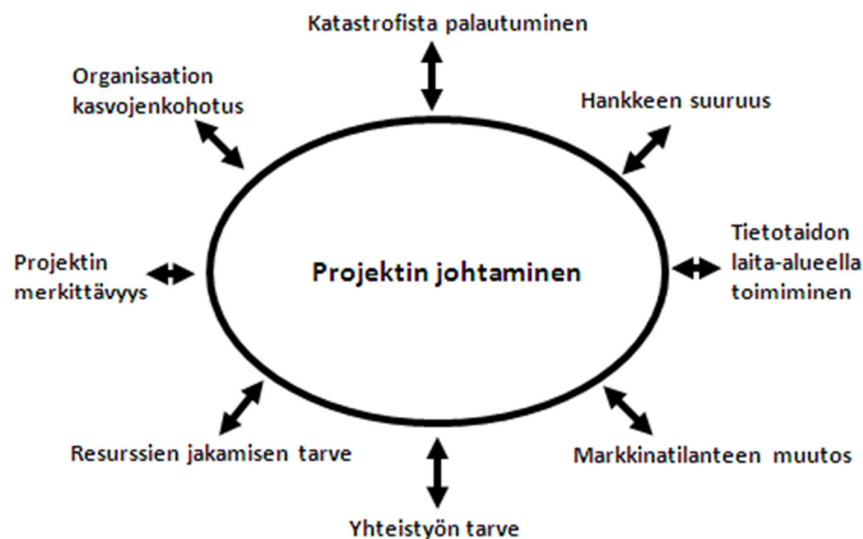 Katastrofista palautuminen
Organisaation
kasvojenkohotus
Hankkeen suuruus
Projektin
merkittävyys
Projektin johtaminen
Tietotaidon
laita-alueella
toimiminen
Resurssien jakamisen tarve
Markkinatilanteen muutos
Yhteistyön tarve